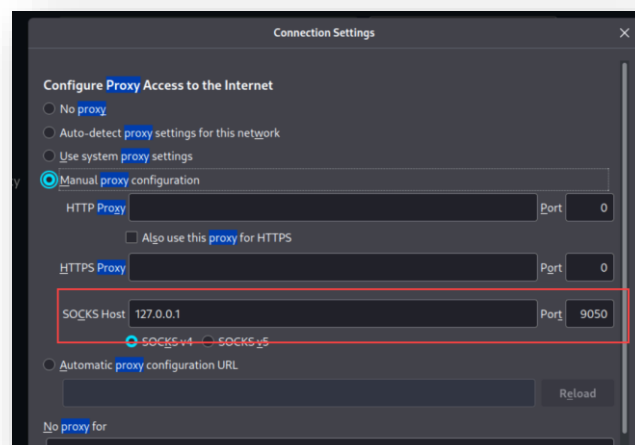 Connection Settings
Configure Proxy Access to the Internet
No proxy
Auto-detect proxy settings for this network
Use system proxy settings
Manual proxy configuration
HTTP Proxy Port 0
Also use this proxy for HTTPS
HTTPS Proxy Port 0
SOCKS Host 127.0.0.1 Port 9050
SOCKS v4 SOCKS v5
Automatic proxy configuration URL
Reload
No proxy for